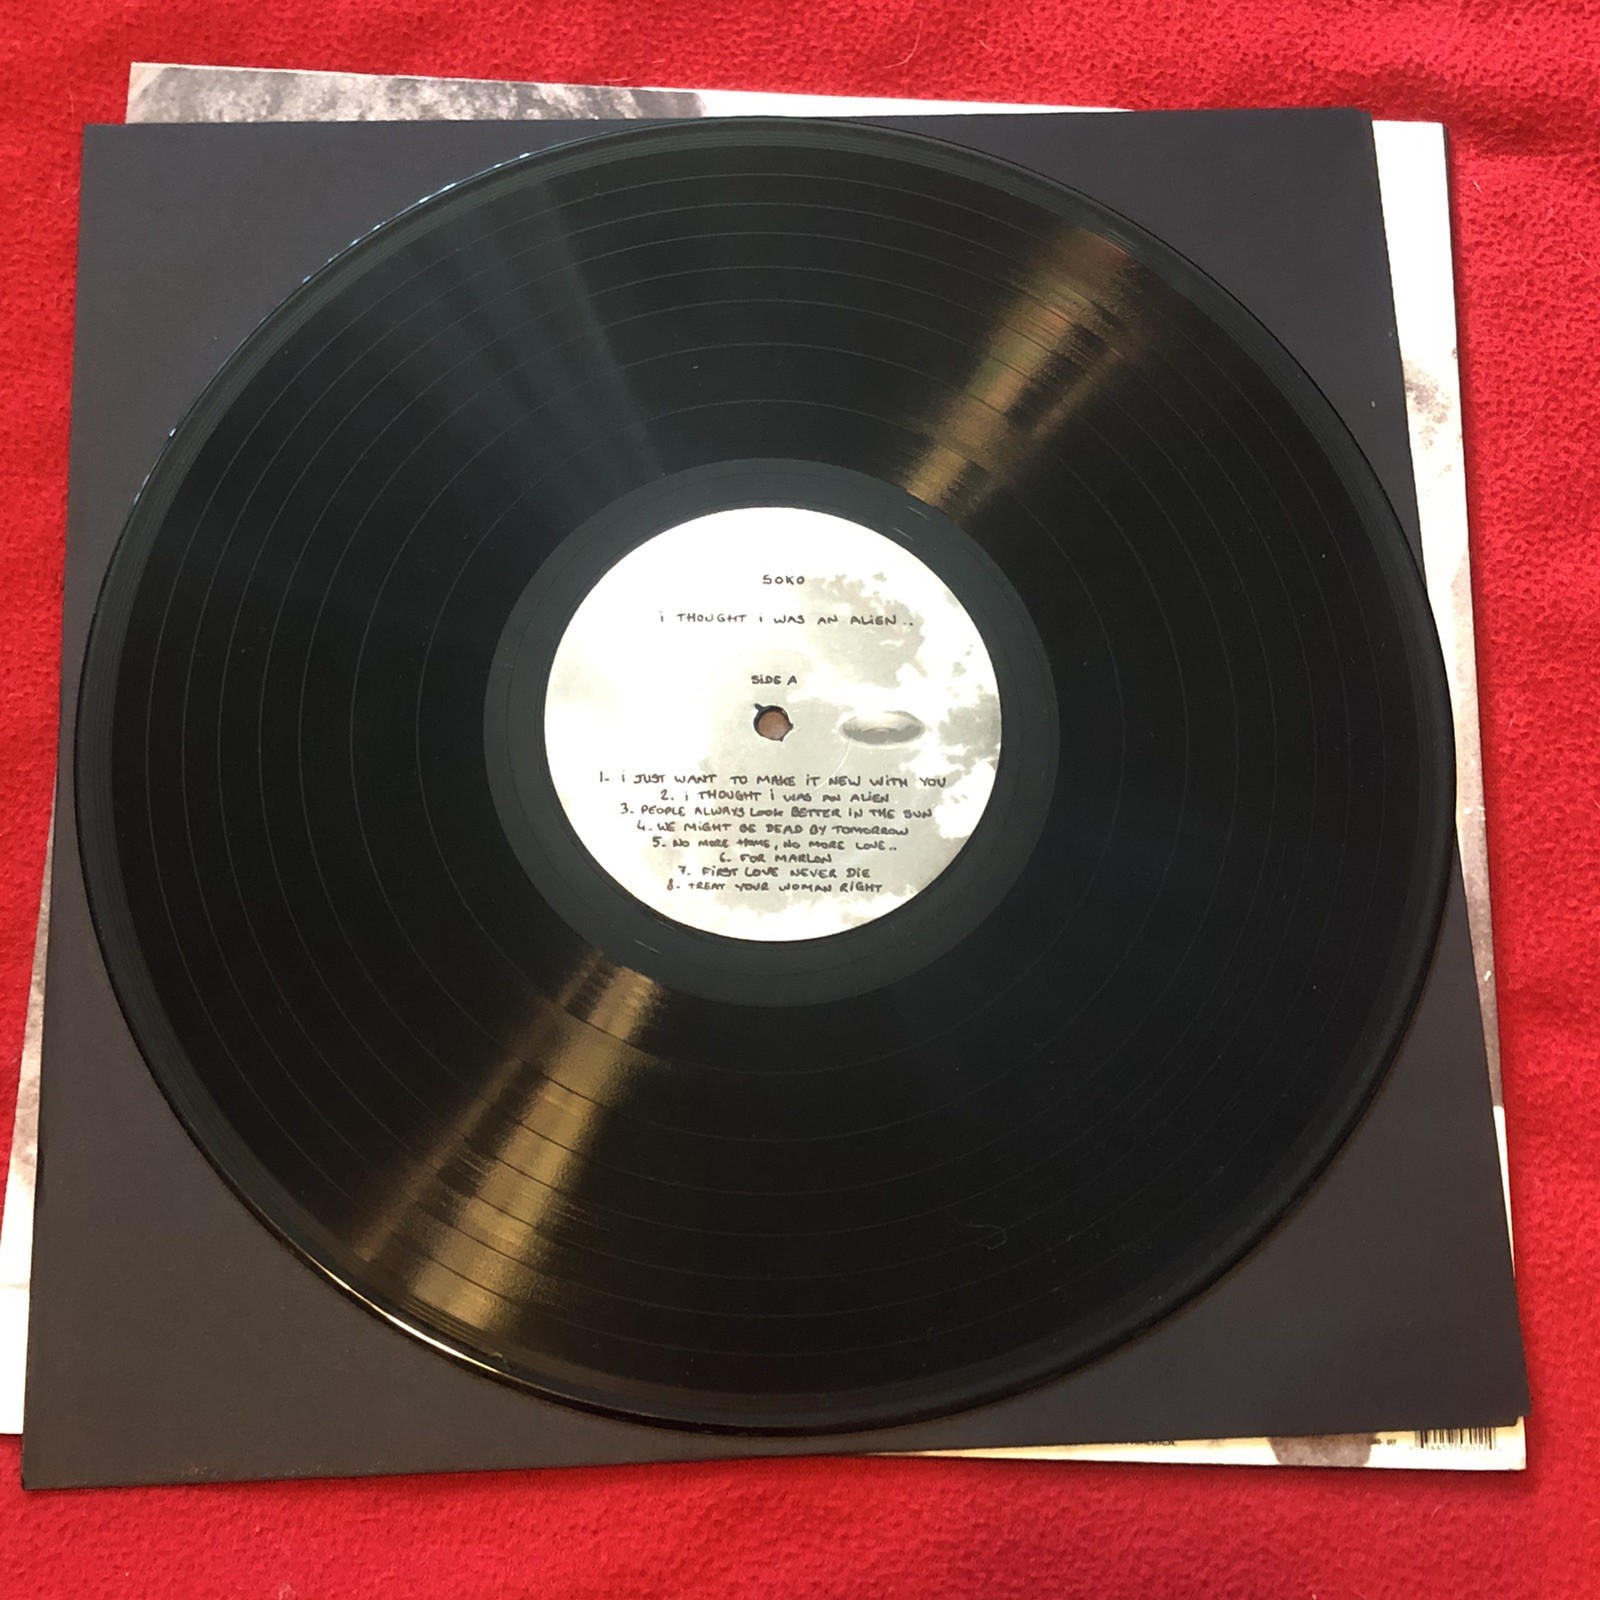 SOKO
i THOUGHT i WAS AN ALiEN..
SiDE A
1- i JUST WANT TO MAKE iT NEW WiTH YOU
2. i THOUGHT i WAS AN ALiEN
3. PEOPLE ALWAYS LOOK BETTER IN THE SUN
4. WE MiGHT BE DEAD BY TOMORROW
5. NO MORE HOME, NO MORE LOVE..
6. FOR MARLON
7. FiRST LOVE NEVER DiE
8. TREAT YOUR WOMAN RiGHT